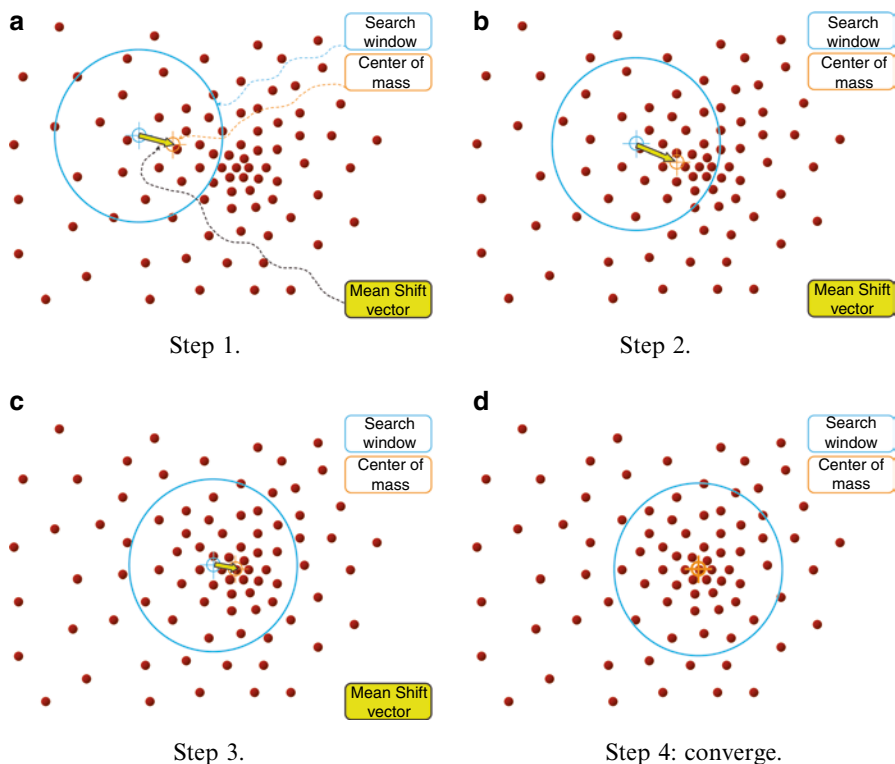 a
Search
window
Center of
mass
Mean Shift
vector
Step 1.
b
Search
window
Center of
mass
Mean Shift
vector
Step 2.
c
Search
window
Center of
mass
Mean Shift
vector
Step 3.
d
Search
window
Center of
mass
Step 4: converge.